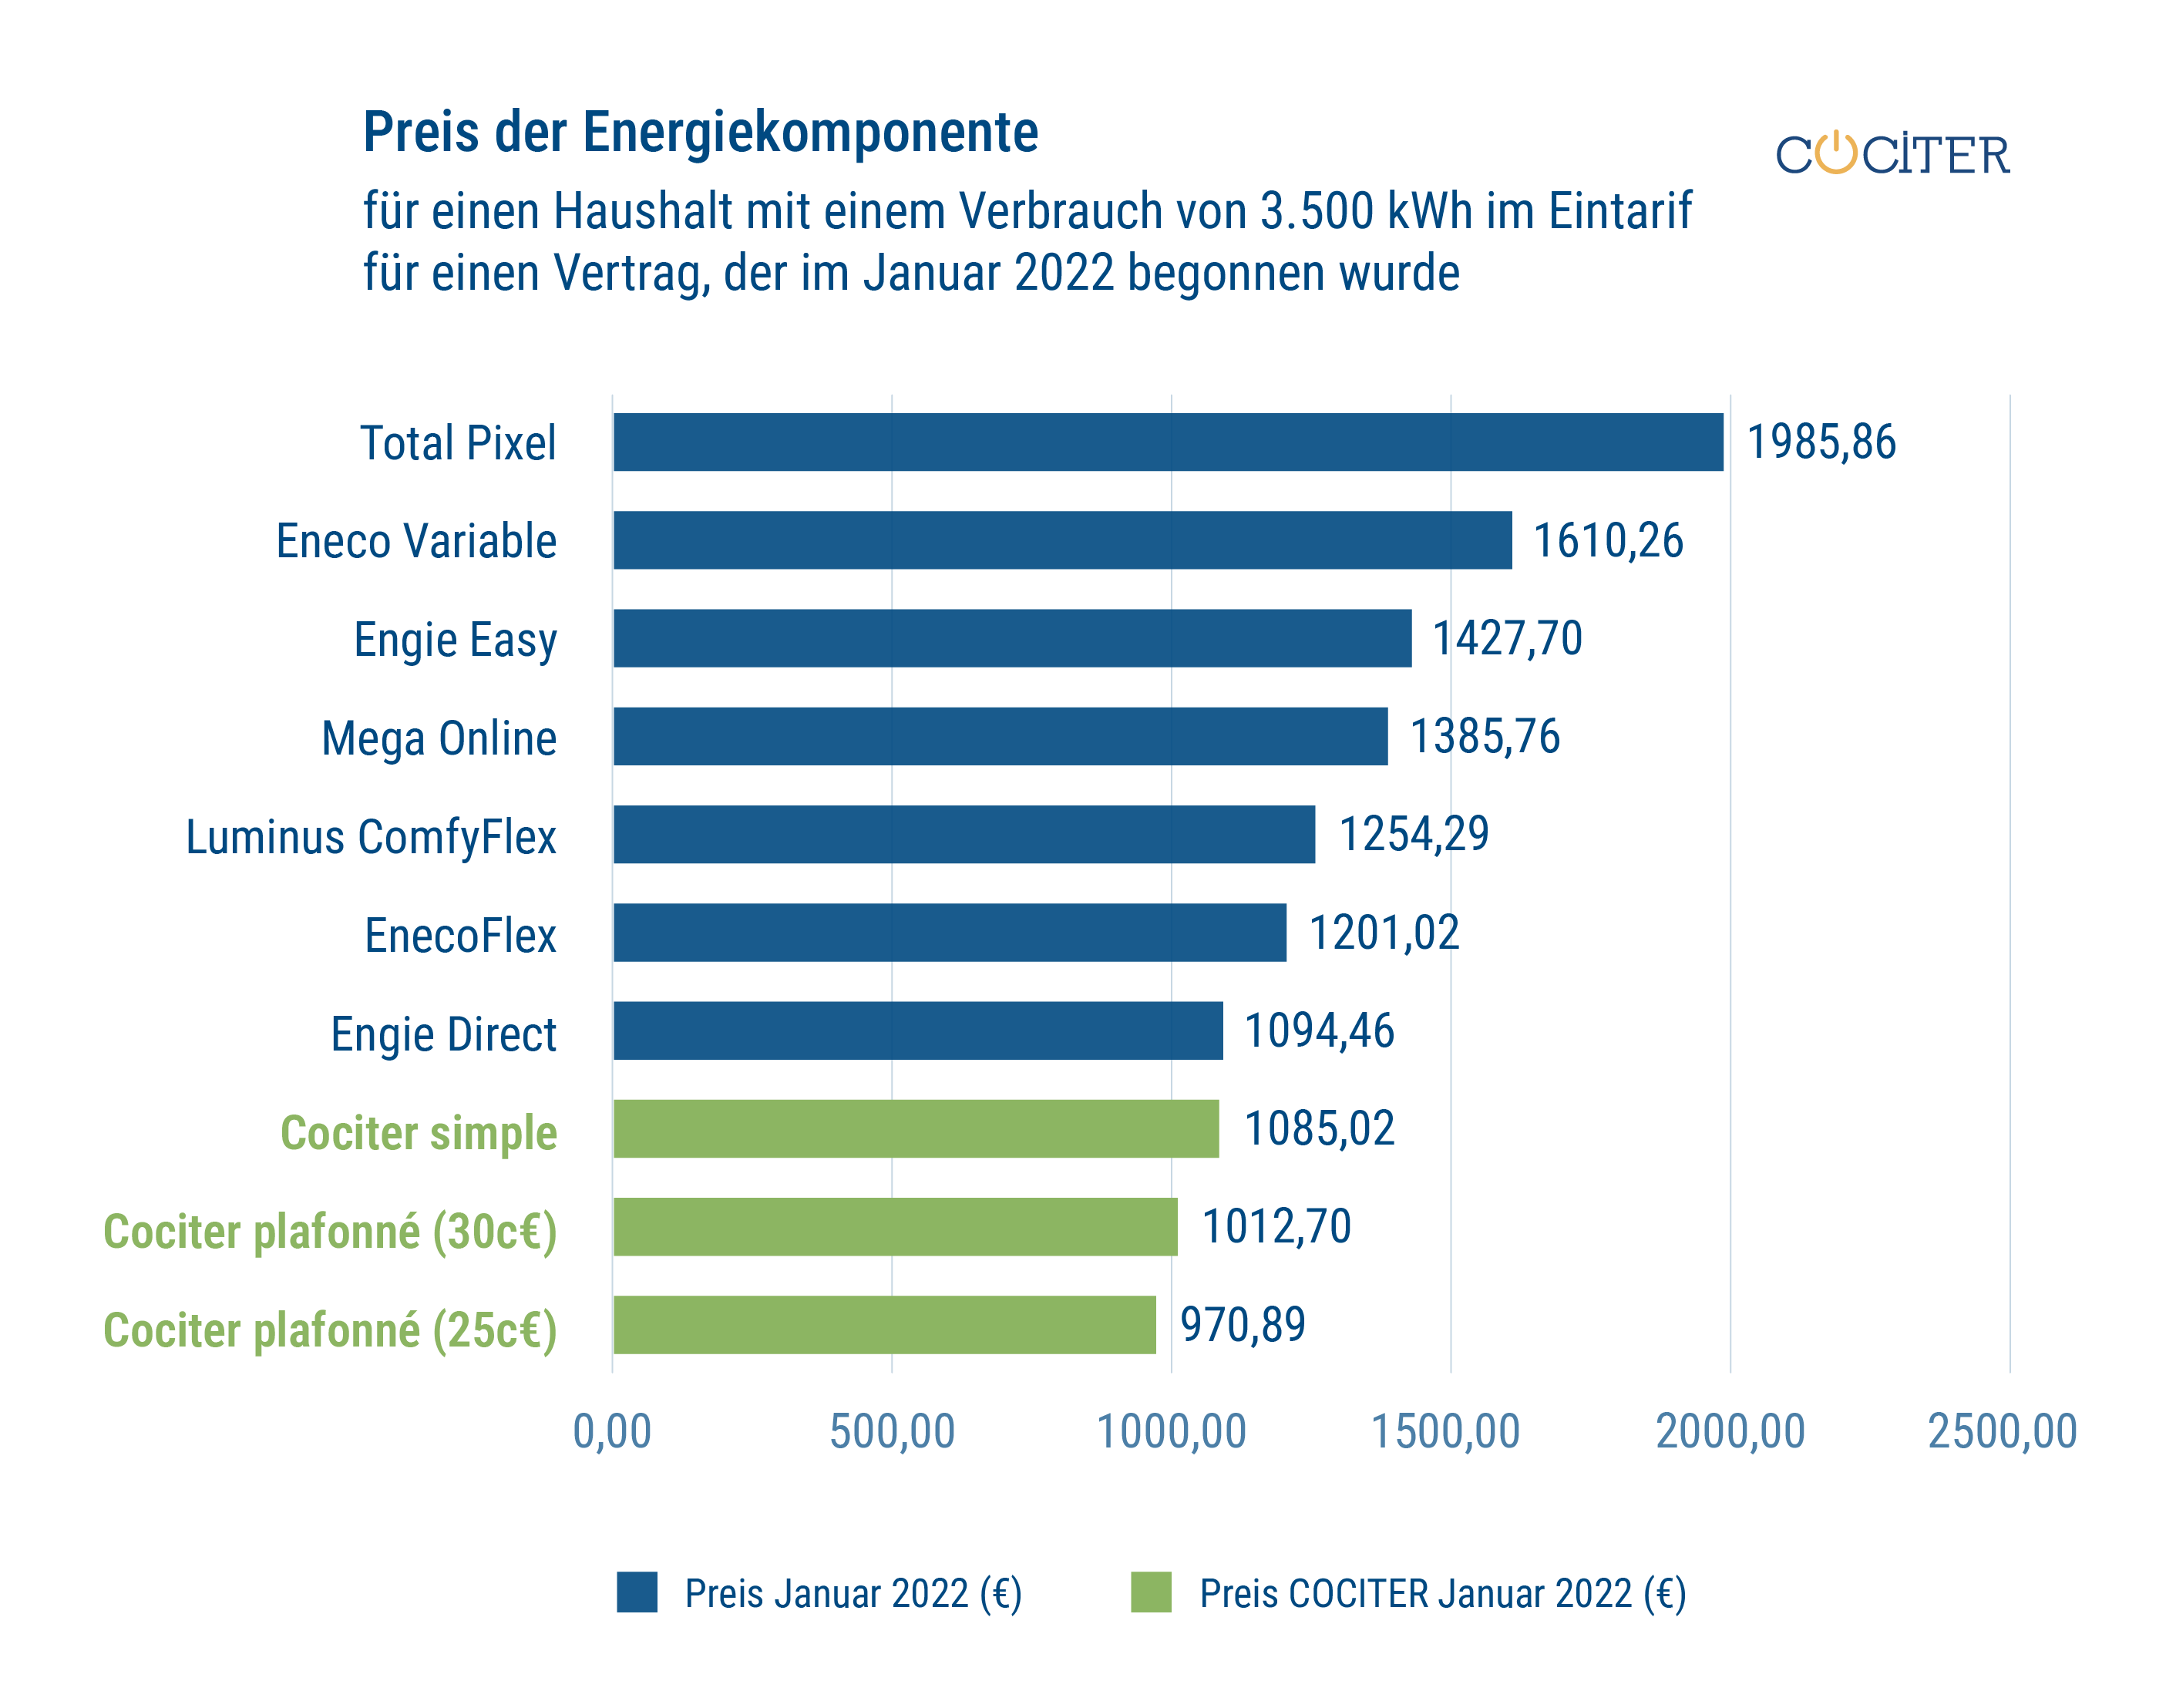 Preis der Energiekomponente
COCITER
für einen Haushalt mit einem Verbrauch von 3.500 kWh im Eintarif
für einen Vertrag, der im Januar 2022 begonnen wurde
Total Pixel 1985,86
Eneco Variable 1610,26
Engie Easy 1427,70
Mega Online 1385,76
Luminus ComfyFlex 1254,29
EnecoFlex 1201,02
Engie Direct 1094,46
Cociter simple 1085,02
Cociter plafonné (30c€) 1012,70
Cociter plafonné (25c€) 970,89
0,00 500,00 1000,00 1500,00 2000,00 2500,00
Preis Januar 2022 (€) Preis COCITER Januar 2022 (€)